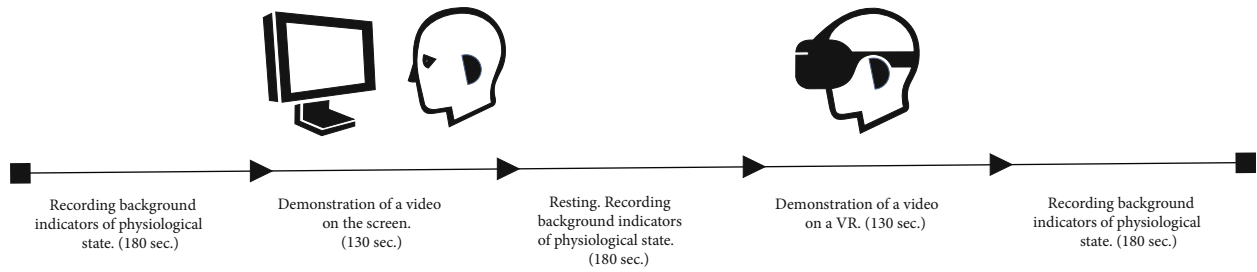 Recording background
indicators of physiological
state. (180 sec.)
Demonstration of a video
on the screen.
(130 sec.)
Resting. Recording
background indicators
of physiological state.
(180 sec.)
Demonstration of a video
on a VR. (130 sec.)
Recording background
indicators of physiological
state. (180 sec.)